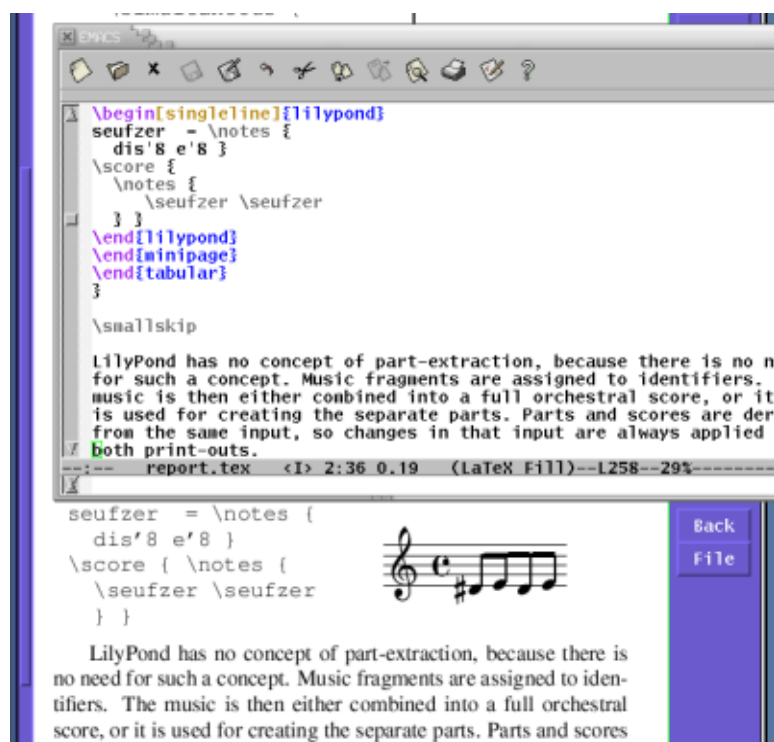 EMACS
\begin[singleline]{lilypond}
seufzer = \notes {
dis'8 e'8 }
\score {
\notes {
\seufzer \seufzer
} }
\end{lilypond}
\end{minipage}
\end{tabular}
}
\smallskip
LilyPond has no concept of part-extraction, because there is no n
for such a concept. Music fragments are assigned to identifiers.
music is then either combined into a full orchestral score, or it
is used for creating the separate parts. Parts and scores are der
from the same input, so changes in that input are always applied
both print-outs.
--:-- report.tex <I> 2:36 0.19 (LaTeX Fill)--L258--29%--------
seufzer = \notes {
dis'8 e'8 }
\score { \notes {
\seufzer \seufzer
} }
Back
File
LilyPond has no concept of part-extraction, because there is
no need for such a concept. Music fragments are assigned to iden-
tifiers. The music is then either combined into a full orchestral
score, or it is used for creating the separate parts. Parts and scores